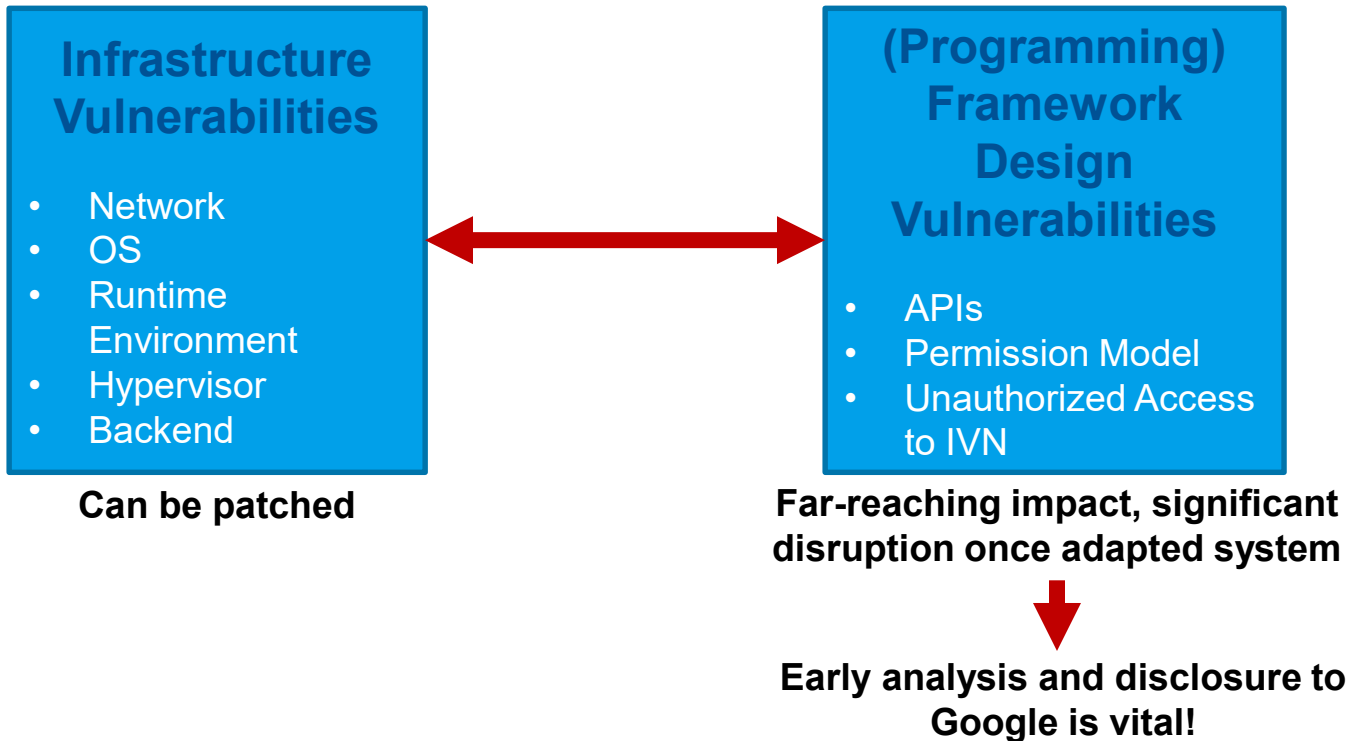 Infrastructure
Vulnerabilities
• Network
• OS
• Runtime
Environment
• Hypervisor
• Backend
Can be patched
(Programming)
Framework
Design
Vulnerabilities
• APIs
• Permission Model
• Unauthorized Access
to IVN
Far-reaching impact, significant
disruption once adapted system
Early analysis and disclosure to
Google is vital!